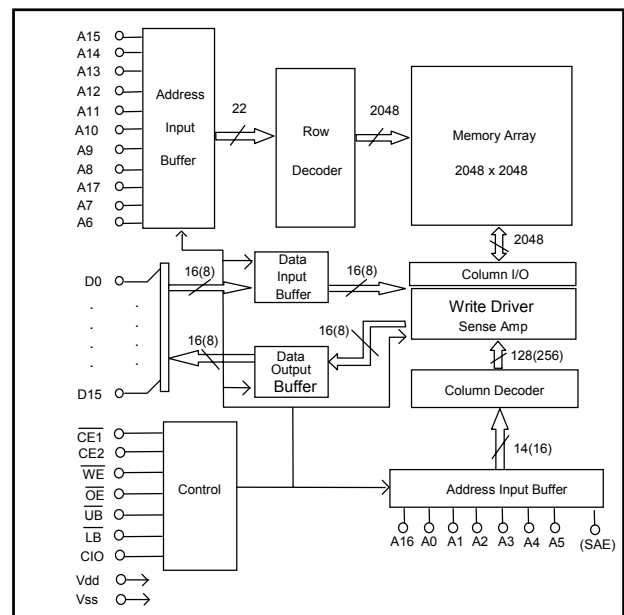 A15
A14
A13
A12
A11
A10
A9
A8
A17
A7
A6
Address
Input
Buffer
22
Row
Decoder
2048
Memory Array
2048 x 2048
2048
D0
.
.
.
.
D15
.
.
.
.
16(8)
Data
Input
Buffer
16(8)
Column I/O
Write Driver
Sense Amp
16(8)
Data
Output
Buffer
16(8)
128(256)
Column Decoder
14(16)
Address Input Buffer
A16 A0 A1 A2 A3 A4 A5 (SAE)
CE1
CE2
WE
OE
UB
LB
CIO
Control
Vdd
Vss